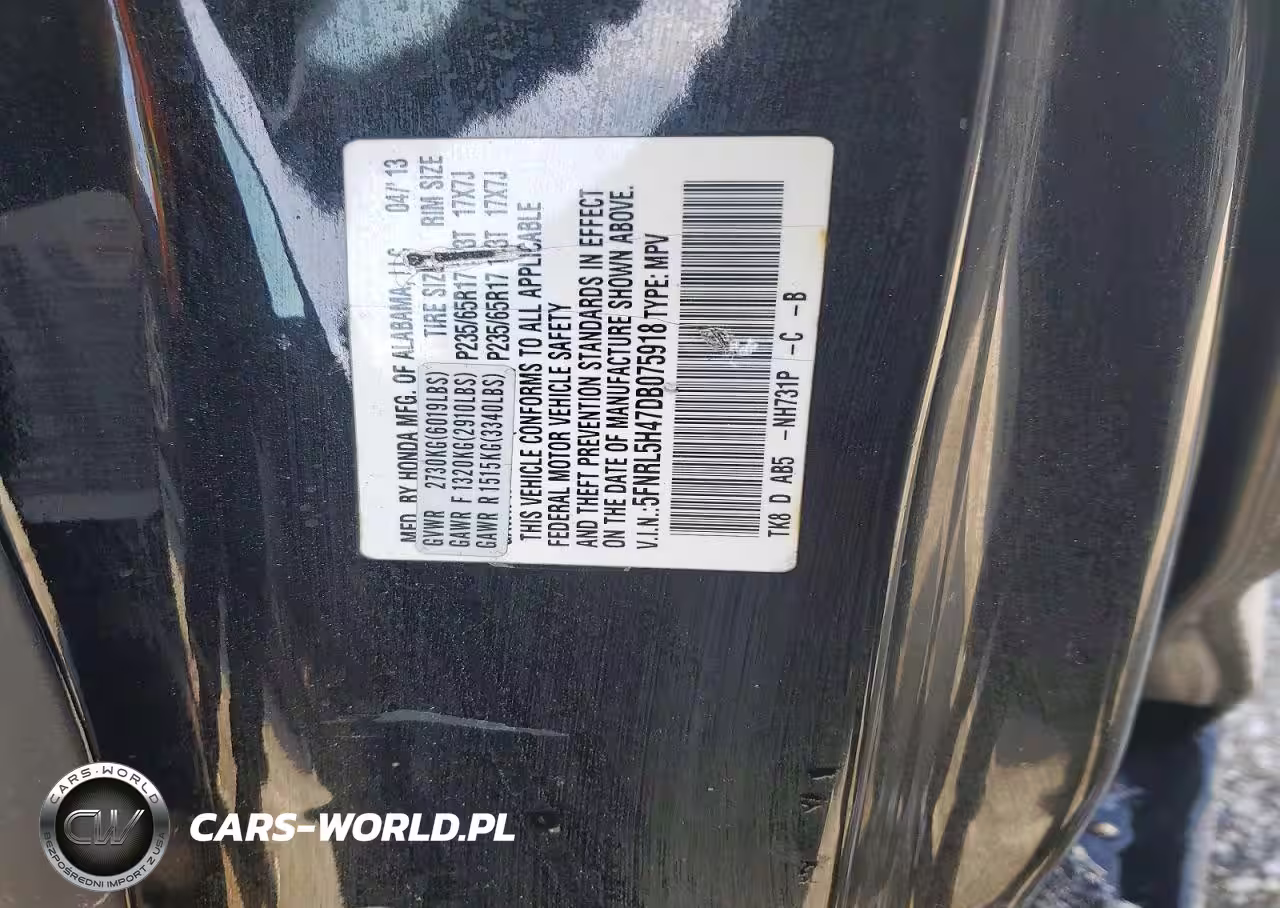 MFD. BY HONDA MFG. OF ALABAMA, 04/'13
TIRE SIZE RIM SIZE
GVWR 2730KG(6019LBS)
GAWR F 1320KG(2910LBS) P235/65R17 17X7J
GAWR R 1515KG(3340LBS) P235/65R17 17X7J
THIS VEHICLE CONFORMS TO ALL APPLICABLE
FEDERAL MOTOR VEHICLE SAFETY
AND THEFT PREVENTION STANDARDS IN EFFECT
ON THE DATE OF MANUFACTURE SHOWN ABOVE.
V.I.N.:5FNRL5H47DB075918 TYPE: MPV
TK8 D AB5 -NH731P -C -B
CARS-WORLD
CW
BEZPOŚREDNI IMPORT Z USA
CARS-WORLD.PL